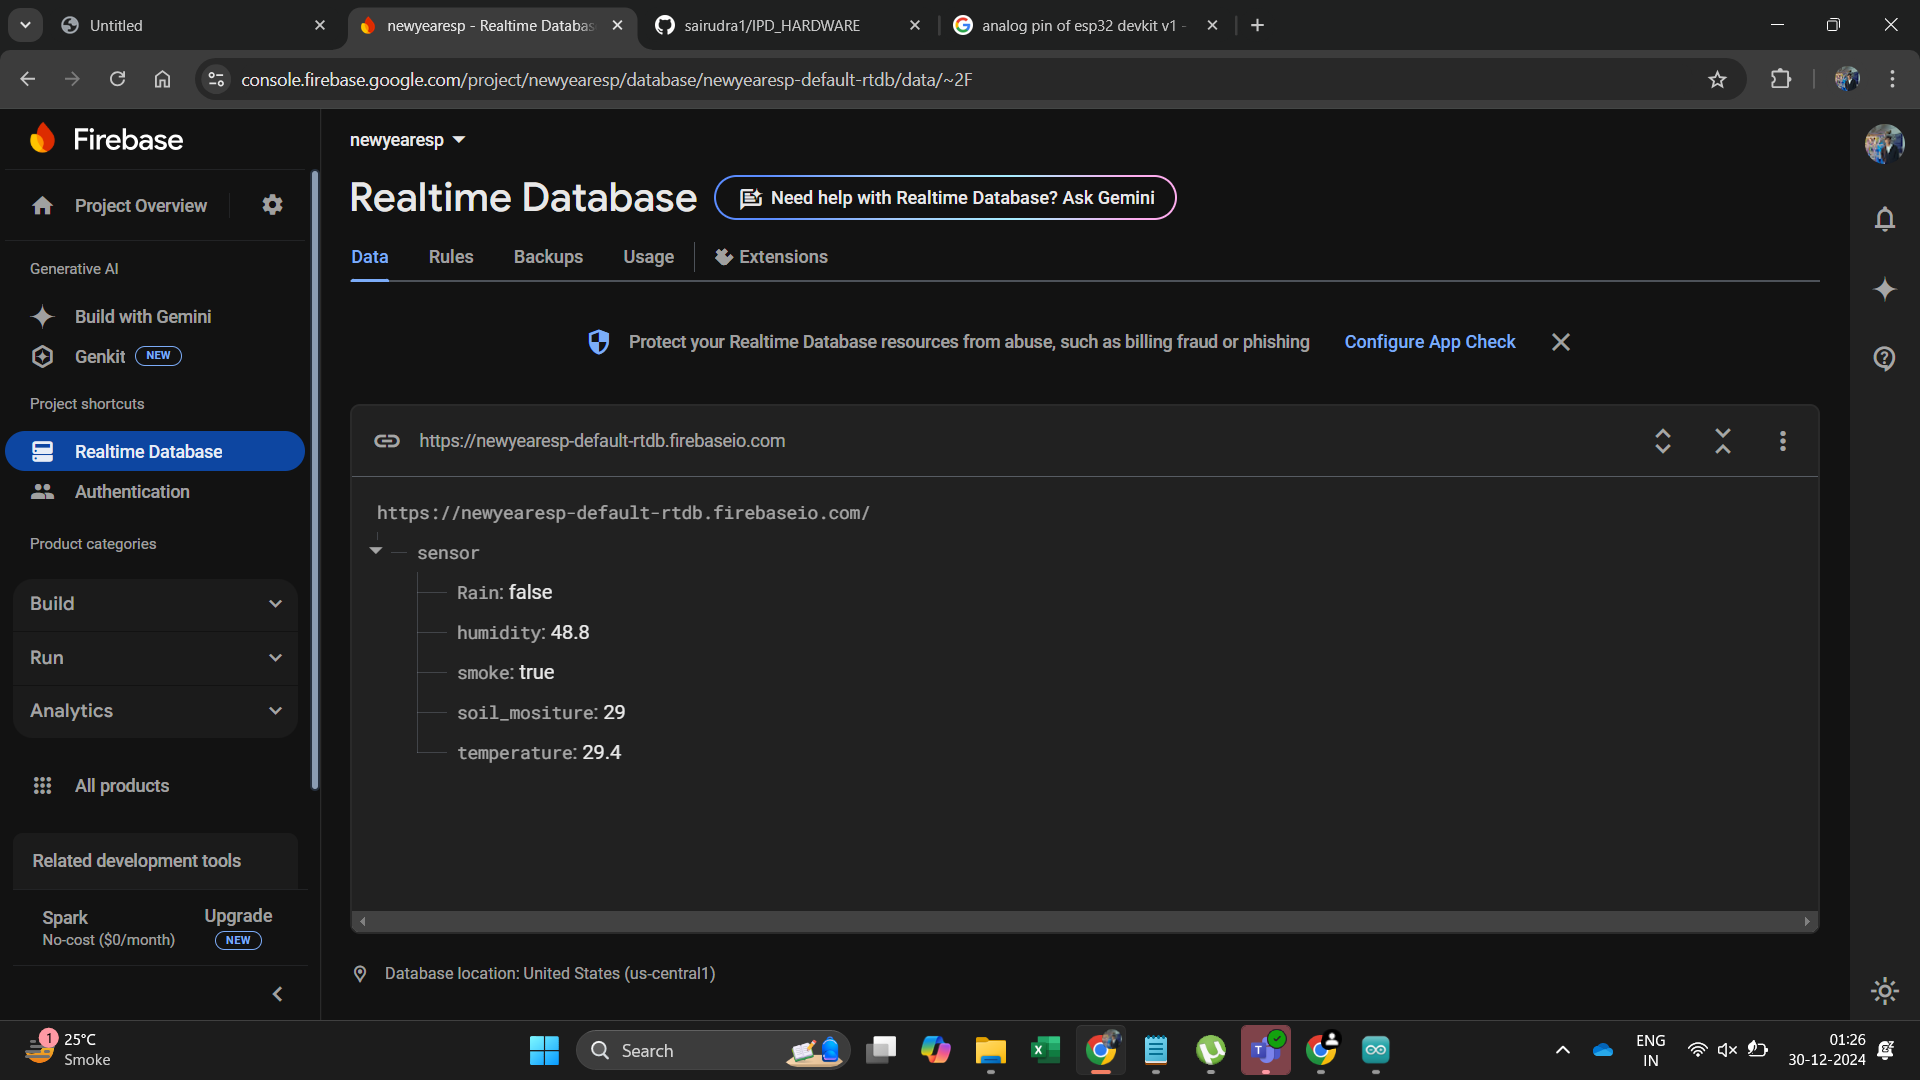 Untitled
newyearesp - Realtime Databas
sairudra1/IPD_HARDWARE
analog pin of esp32 devkit v1 -
console.firebase.google.com/project/newyearesp/database/newyearesp-default-rtdb/data/~2F
Firebase
Project Overview
Generative AI
Build with Gemini
Genkit NEW
Project shortcuts
Realtime Database
Authentication
Product categories
Build
Run
Analytics
All products
Related development tools
Spark
No-cost ($0/month)
Upgrade
NEW
newyearesp
Realtime Database
Need help with Realtime Database? Ask Gemini
Data Rules Backups Usage Extensions
Protect your Realtime Database resources from abuse, such as billing fraud or phishing Configure App Check
https://newyearesp-default-rtdb.firebaseio.com
https://newyearesp-default-rtdb.firebaseio.com/
sensor
Rain: false
humidity: 48.8
smoke: true
soil_mositure: 29
temperature: 29.4
Database location: United States (us-central1)
1
25°C
Smoke
Search
ENG
IN
01:26
30-12-2024